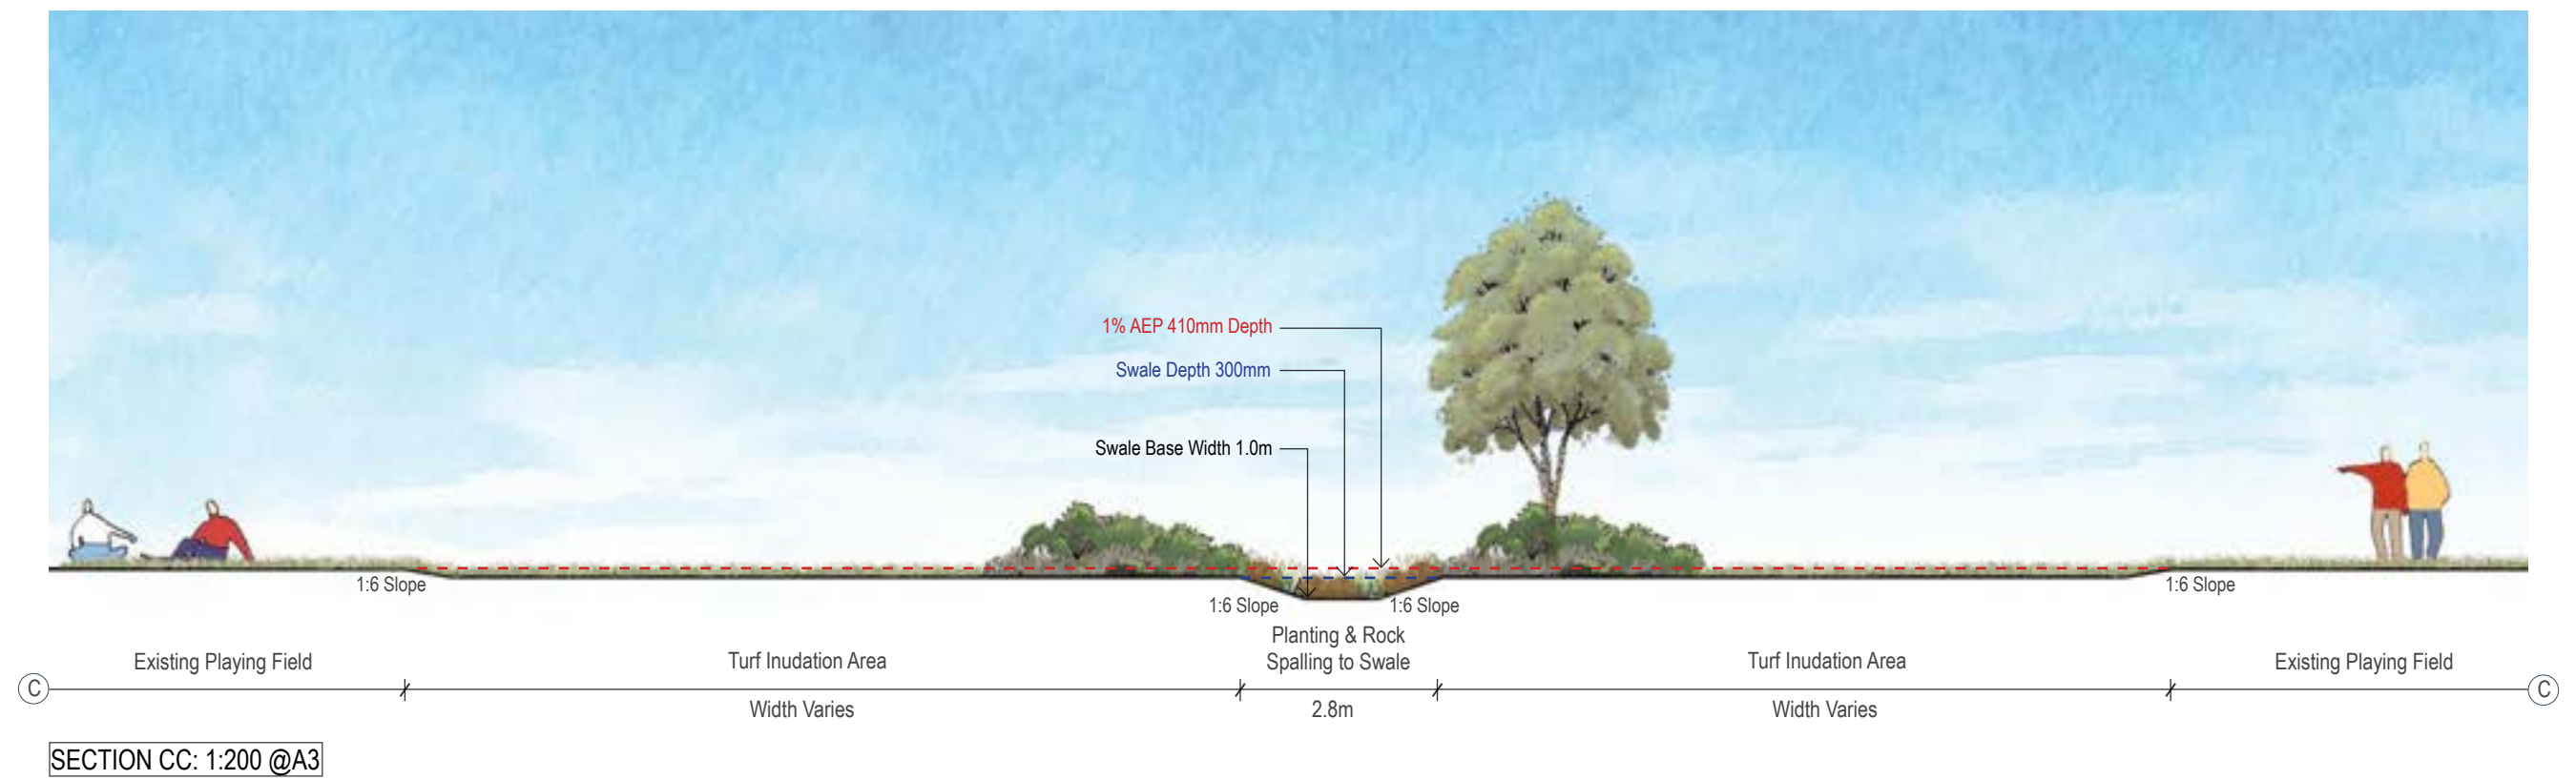 1% AEP 410mm Depth
Swale Depth 300mm
Swale Base Width 1.0m
1:6 Slope
1:6 Slope
1:6 Slope
1:6 Slope
Existing Playing Field
Turf Inudation Area
Planting & Rock
Spalling to Swale
Turf Inudation Area
Existing Playing Field
C
C
Width Varies
2.8m
Width Varies
SECTION CC: 1:200 @A3